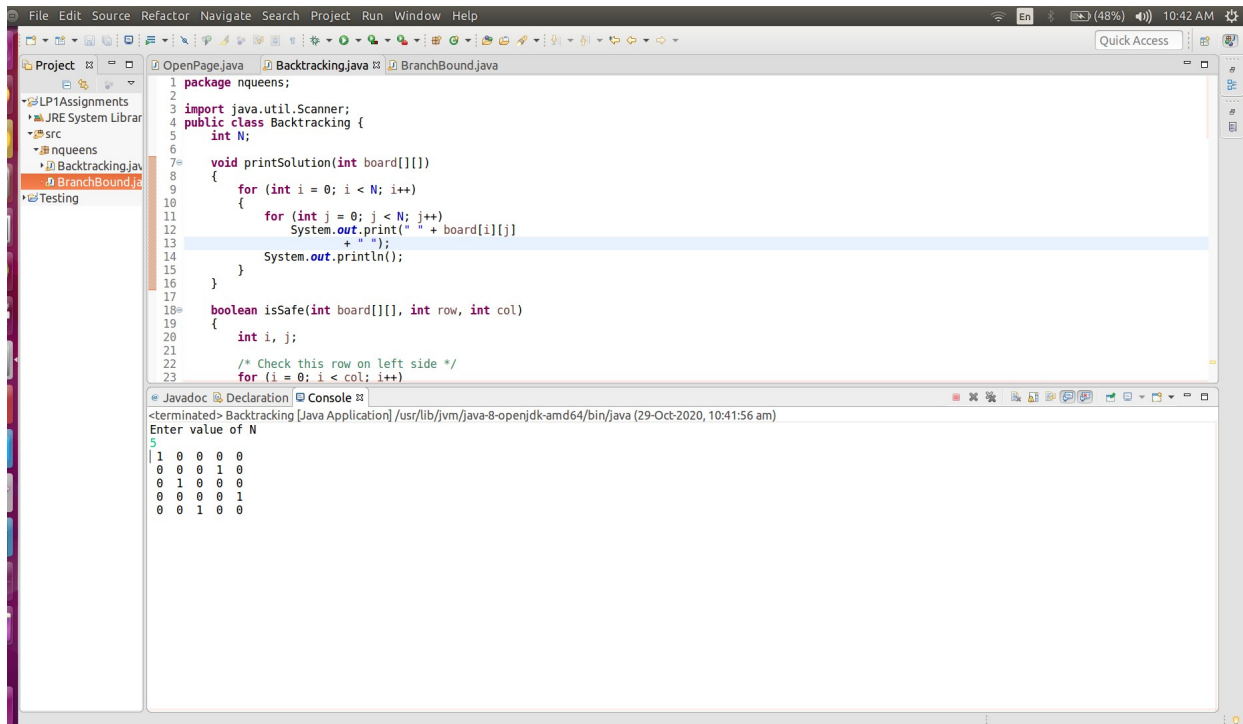 File Edit Source Refactor Navigate Search Project Run Window Help
En (48%) 10:42 AM
Quick Access
Project
OpenPage.java Backtracking.java BranchBound.java
LP1Assignments
JRE System Librar
src
nqueens
Backtracking.jav
BranchBound.ja
Testing
1 package nqueens;
2
3 import java.util.Scanner;
4 public class Backtracking {
5 int N;
6
7 void printSolution(int board[][])
8 {
9 for (int i = 0; i < N; i++)
10 {
11 for (int j = 0; j < N; j++)
12 System.out.print(" " + board[i][j]
13 + " ");
14 System.out.println();
15 }
16 }
17
18 boolean isSafe(int board[][], int row, int col)
19 {
20 int i, j;
21
22 /* Check this row on left side */
23 for (i = 0; i < col; i++)
Javadoc Declaration Console
<terminated> Backtracking [Java Application] /usr/lib/jvm/java-8-openjdk-amd64/bin/java (29-Oct-2020, 10:41:56 am)
Enter value of N
5
1 0 0 0 0
0 0 0 1 0
0 1 0 0 0
0 0 0 0 1
0 0 1 0 0